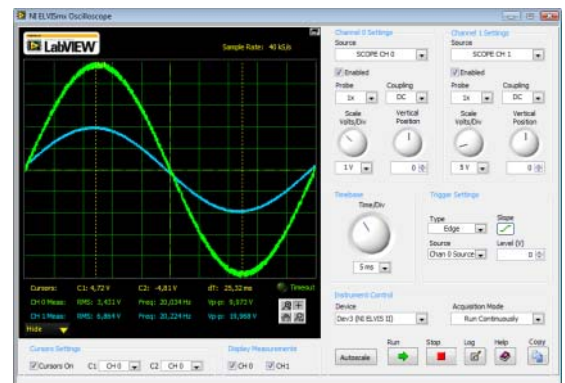 NI ELVISmx Oscilloscope
LabVIEW
Sample Rate: 40 kS/s
Cursors: C1: 4,72 V C2: -4,81 V dT: 25,32 ms Timeout
CH 0 Meas: RMS: 3,431 V Freq: 20,034 Hz Vp-p: 9,973 V
CH 1 Meas: RMS: 6,864 V Freq: 20,224 Hz Vp-p: 19,968 V
Hide
Cursors Settings
Cursors On C1 CH 0 C2 CH 0
Display Measurements
CH 0 CH 1
Channel 0 Settings
Source
SCOPE CH 0
Enabled
Probe Coupling
1x DC
Scale Vertical
Volts/Div Position
1 V 0
Channel 1 Settings
Source
SCOPE CH 1
Enabled
Probe Coupling
1x DC
Scale Vertical
Volts/Div Position
5 V 0
Timebase
Time/Div
5 ms
Trigger Settings
Type Slope
Edge
Source Level (V)
Chan 0 Source 0
Instrument Control
Device Acquisition Mode
Dev3 (NI ELVIS II) Run Continuously
Run Stop Log Help Copy
Autoscale